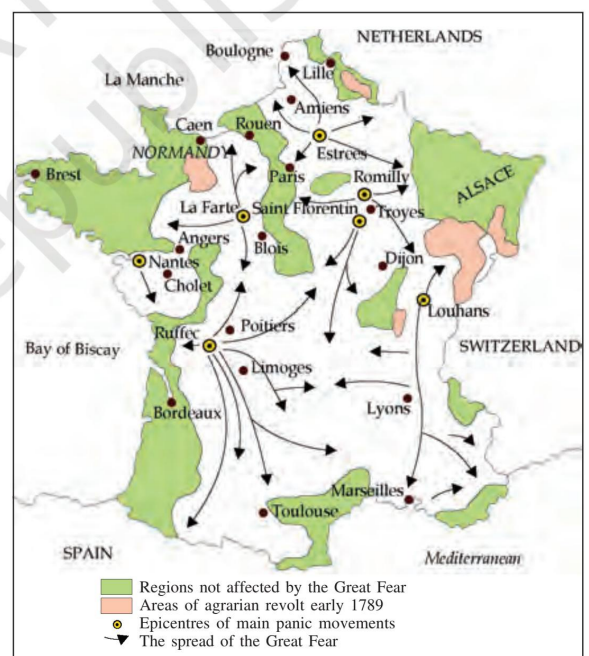 NETHERLANDS
Boulogne
Lille
La Manche
Amiens
Caen
Rouen
Estrees
NORMANDY
Brest
Paris
Romilly
ALSACE
La Farte
Saint Florentin
Troyes
Angers
Blois
Nantes
Dijon
Cholet
Louhans
Ruffec
Poitiers
Bay of Biscay
SWITZERLAND
Limoges
Lyons
Bordeaux
Marseilles
Toulouse
SPAIN
Mediterranean
Regions not affected by the Great Fear
Areas of agrarian revolt early 1789
Epicentres of main panic movements
The spread of the Great Fear